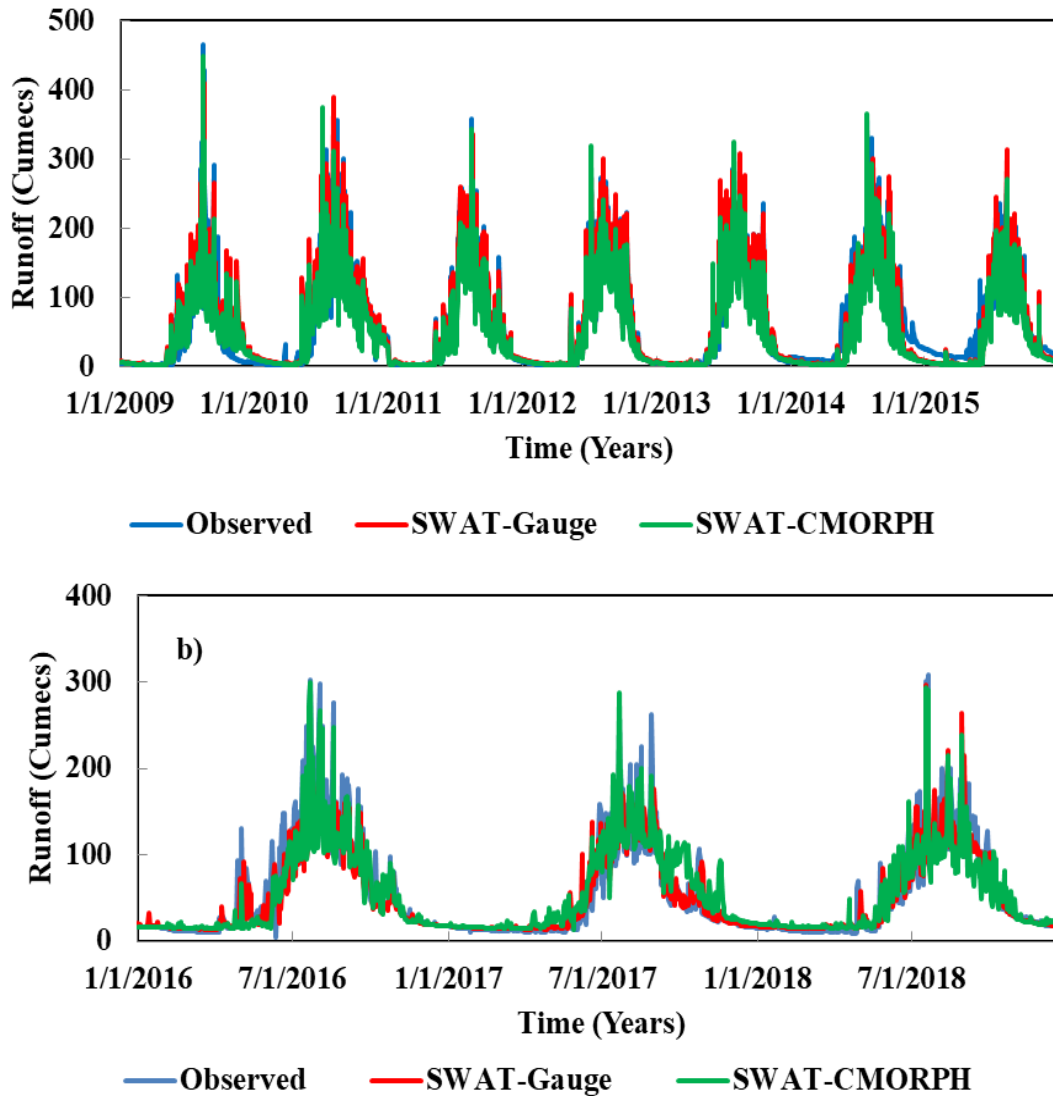 500
400
300
200
100
0
Runoff (Cumecs)
1/1/2009 1/1/2010 1/1/2011 1/1/2012 1/1/2013 1/1/2014 1/1/2015
Time (Years)
Observed SWAT-Gauge SWAT-CMORPH
400
300
200
100
0
Runoff (Cumecs)
b)
1/1/2016 7/1/2016 1/1/2017 7/1/2017 1/1/2018 7/1/2018
Time (Years)
Observed SWAT-Gauge SWAT-CMORPH